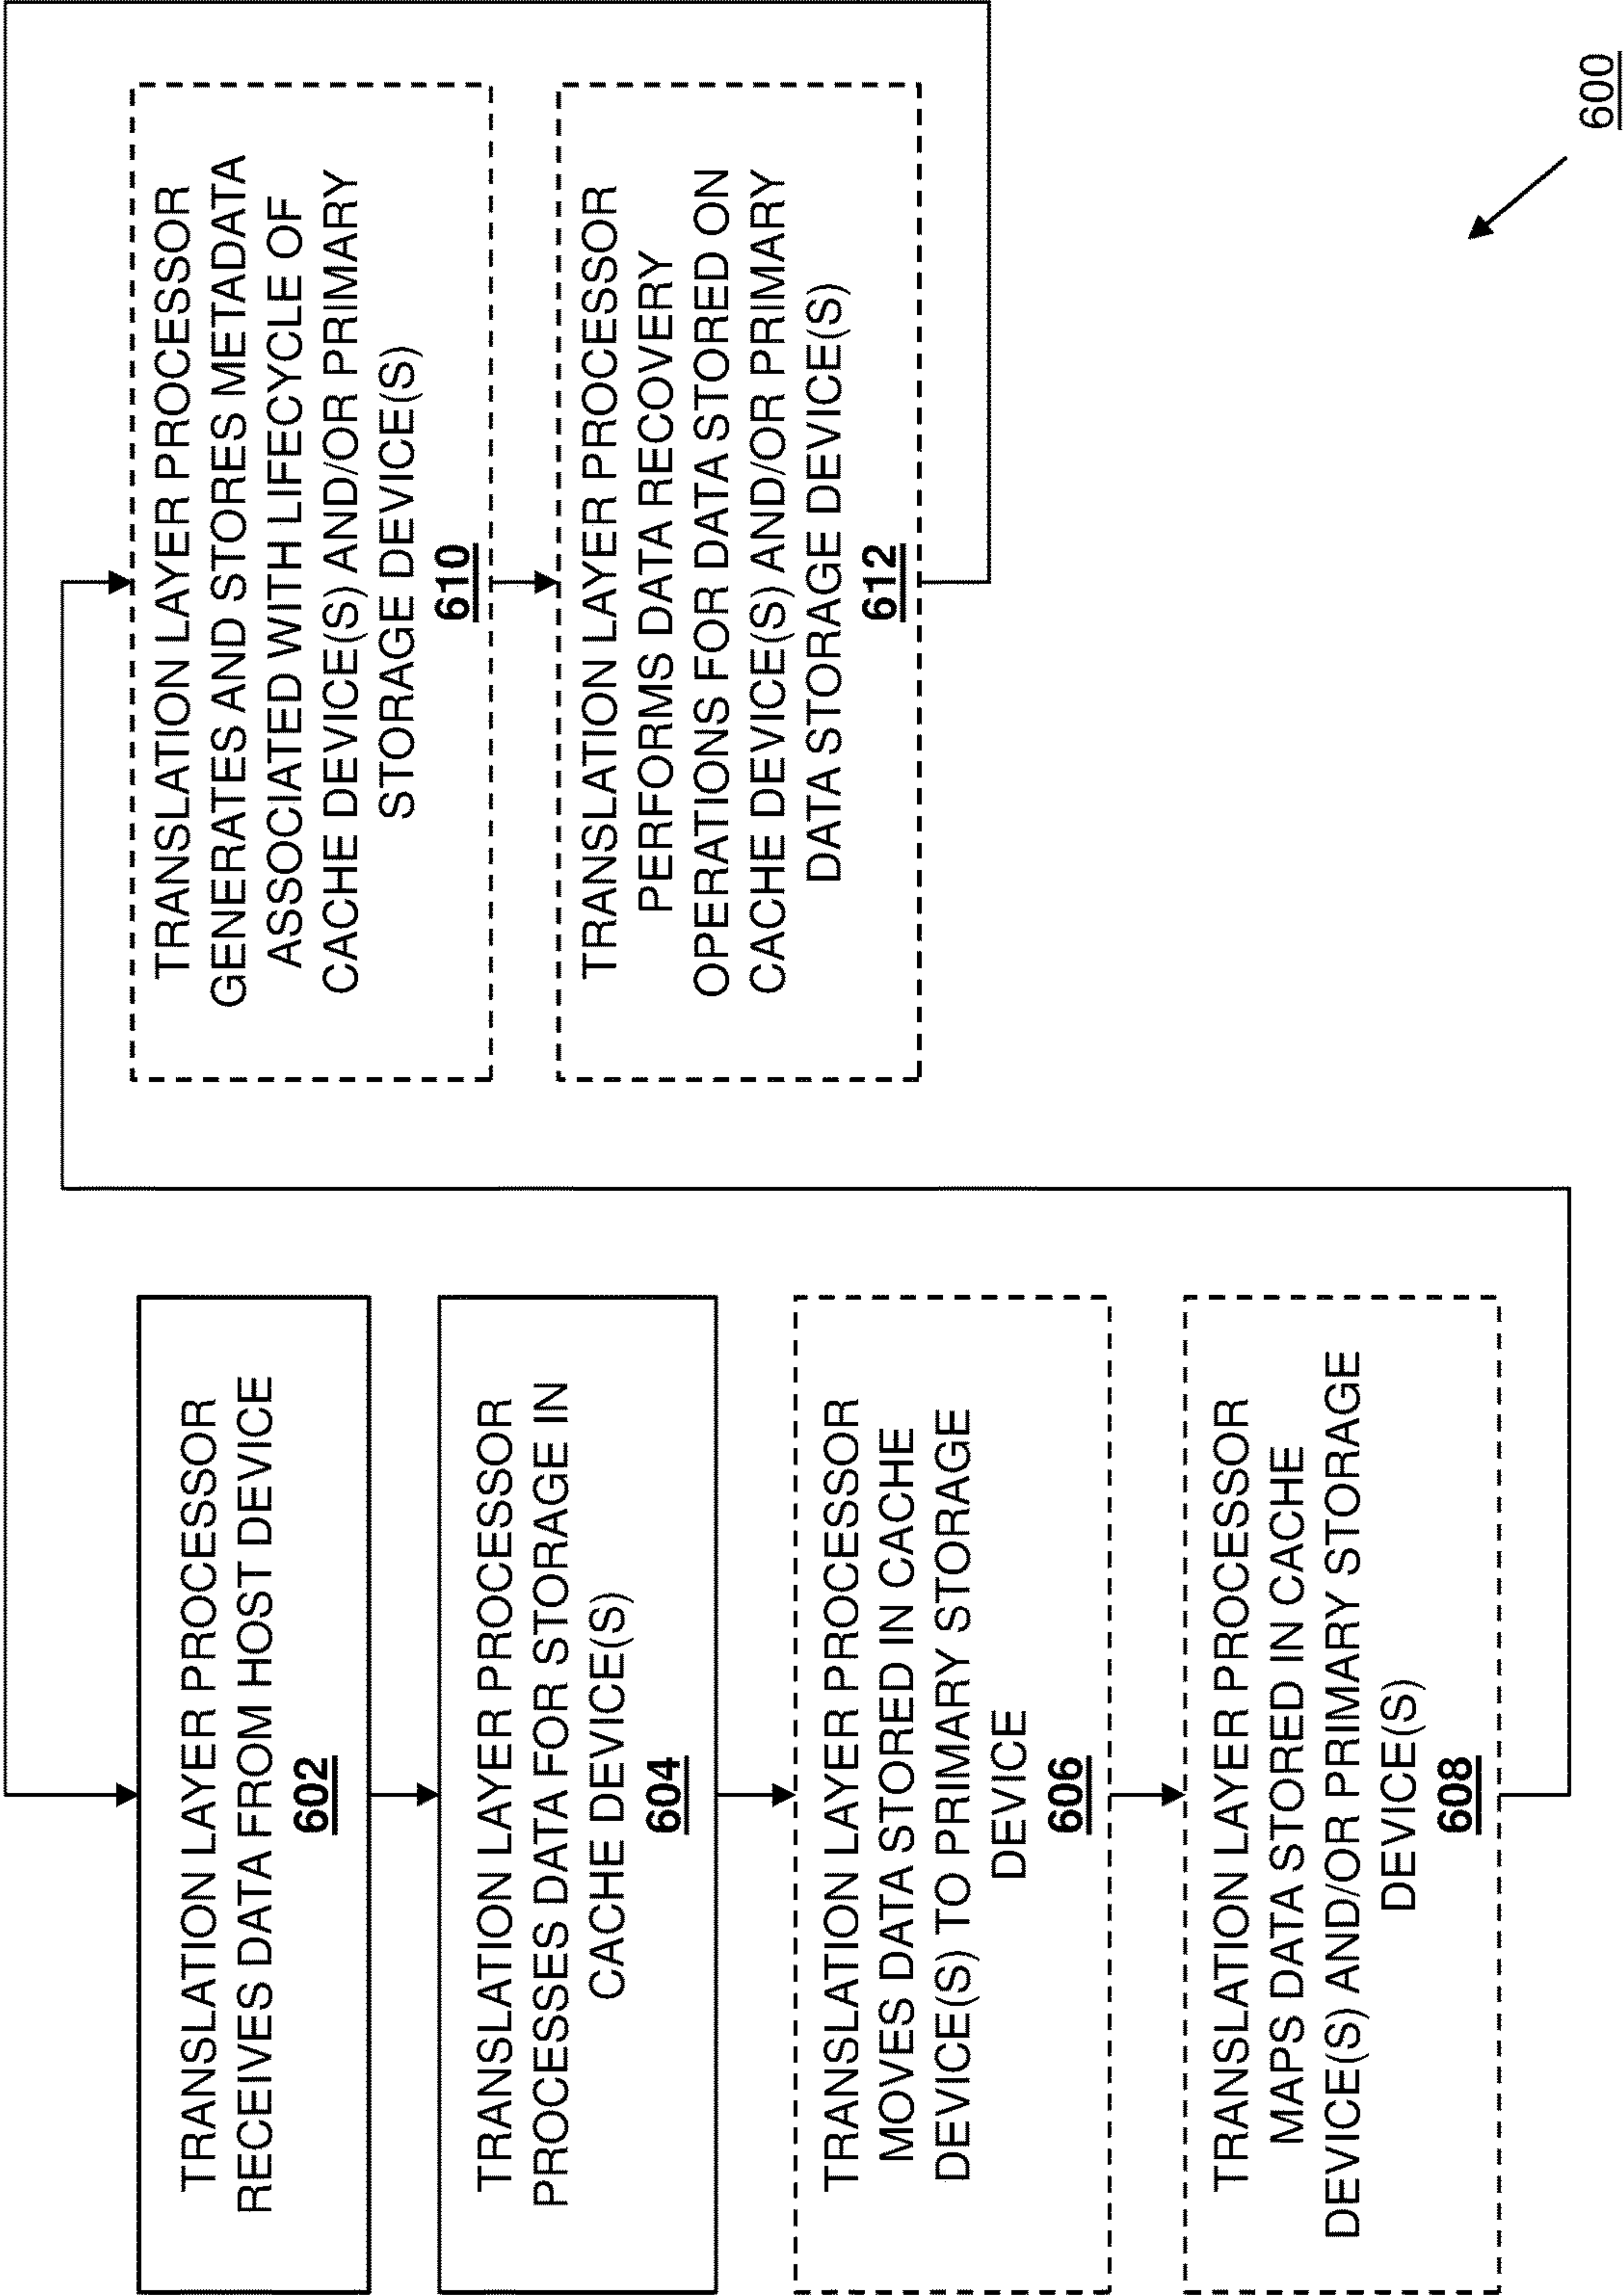 TRANSLATION LAYER PROCESSOR
RECEIVES DATA FROM HOST DEVICE
602
TRANSLATION LAYER PROCESSOR
PROCESSES DATA FOR STORAGE IN
CACHE DEVICE(S)
604
TRANSLATION LAYER PROCESSOR
MOVES DATA STORED IN CACHE
DEVICE(S) TO PRIMARY STORAGE
DEVICE
606
TRANSLATION LAYER PROCESSOR
MAPS DATA STORED IN CACHE
DEVICE(S) AND/OR PRIMARY STORAGE
DEVICE(S)
608
TRANSLATION LAYER PROCESSOR
GENERATES AND STORES METADATA
ASSOCIATED WITH LIFECYCLE OF
CACHE DEVICE(S) AND/OR PRIMARY
STORAGE DEVICE(S)
610
TRANSLATION LAYER PROCESSOR
PERFORMS DATA RECOVERY
OPERATIONS FOR DATA STORED ON
CACHE DEVICE(S) AND/OR PRIMARY
DATA STORAGE DEVICE(S)
612
600